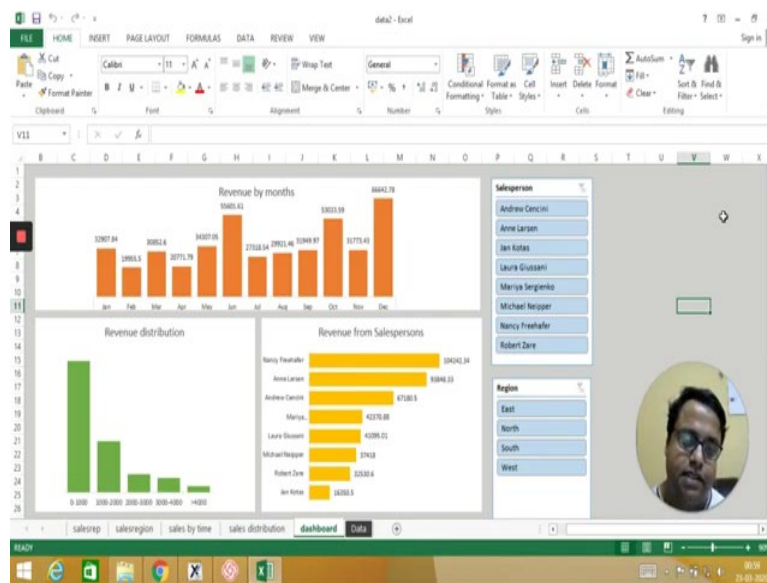 data2 - Excel
Sign in
FILE HOME INSERT PAGE LAYOUT FORMULAS DATA REVIEW VIEW
Cut
Copy
Format Painter
Paste
Clipboard
Calibri 11
Font
Wrap Text
Merge & Center
Alignment
General
Number
Conditional Formatting
Format as Table
Cell Styles
Styles
Insert Delete Format
Cells
AutoSum
Fill
Clear
Sort & Filter
Find & Select
Editing
V11
B C D E F G H I J K L M N O P Q R S T U V W X
Revenue by months
32907.84 19955.5 30852.6 20771.79 34307.05 55601.61 27318.54 29921.46 31949.97 53033.59 31773.43 66642.78
Jan Feb Mar Apr May Jun Jul Aug Sep Oct Nov Dec
Revenue distribution
0-1000 1000-2000 2000-3000 3000-4000 >4000
Revenue from Salespersons
Nancy Freehafer 104242.34
Anne Larsen 93848.33
Andrew Cencini 67180.5
Mariya.. 42370.88
Laura Giussani 41095.01
Michael Neipper 37418
Robert Zare 32530.6
Jan Kotas 16350.5
Salesperson
Andrew Cencini
Anne Larsen
Jan Kotas
Laura Giussani
Mariya Sergienko
Michael Neipper
Nancy Freehafer
Robert Zare
Region
East
North
South
West
salesrep salesregion sales by time sales distribution dashboard Data
READY
00:59